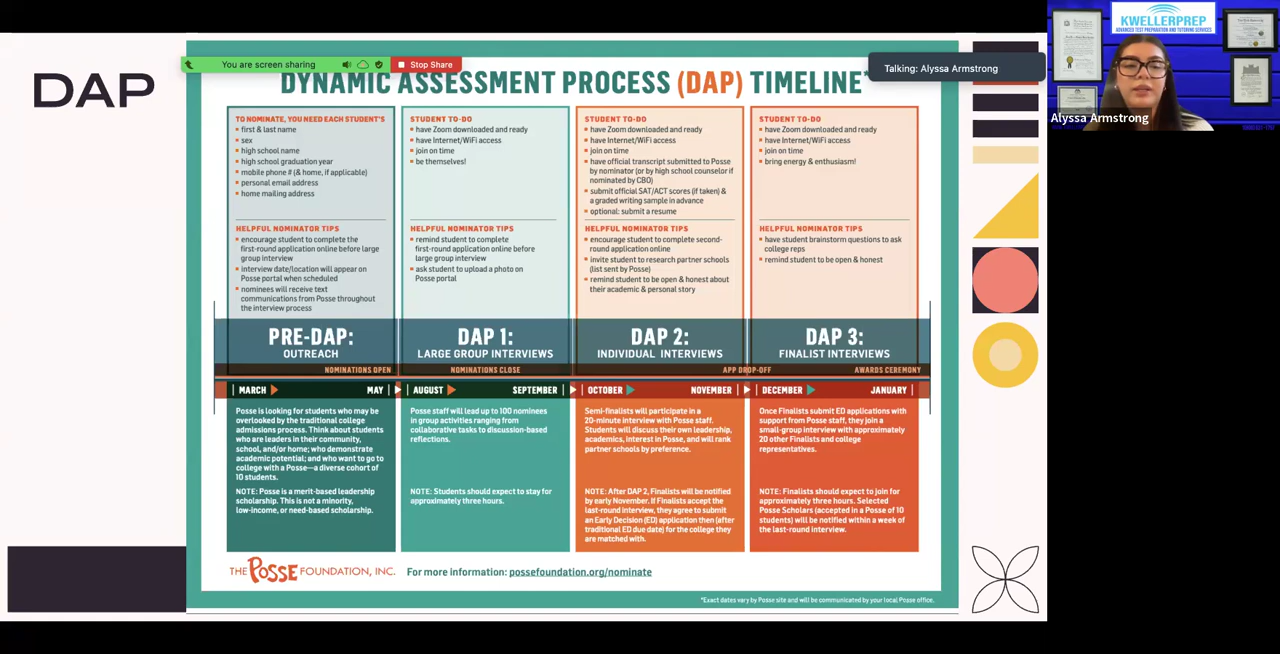 DAP
You are screen sharing
Stop Share
Talking: Alyssa Armstrong
KWELLERPREP
ADVANCED TEST PREPARATION AND TUTORING SERVICES
Alyssa Armstrong
DYNAMIC ASSESSMENT PROCESS (DAP) TIMELINE*
TO NOMINATE, YOU NEED EACH STUDENT'S
first & last name
sex
high school name
high school graduation year
mobile phone # (& home, if applicable)
personal email address
home mailing address
HELPFUL NOMINATOR TIPS
encourage student to complete the
first-round application online before large
group interview
interview date/location will appear on
Posse portal when scheduled
nominees will receive text
communications from Posse throughout
the interview process
STUDENT TO-DO
have Zoom downloaded and ready
have Internet/WiFi access
join on time
be themselves!
HELPFUL NOMINATOR TIPS
remind student to complete
first-round application online before
large group interview
ask student to upload a photo on
Posse portal
STUDENT TO-DO
have Zoom downloaded and ready
have Internet/WiFi access
join on time
have official transcript submitted to Posse
by nominator (or by high school counselor if
nominated by CBO)
submit official SAT/ACT scores (if taken) &
a graded writing sample in advance
optional: submit a resume
HELPFUL NOMINATOR TIPS
encourage student to complete second-
round application online
invite student to research partner schools
(list sent by Posse)
remind student to be open & honest about
their academic & personal story
STUDENT TO-DO
have Zoom downloaded and ready
have Internet/WiFi access
join on time
bring energy & enthusiasm!
HELPFUL NOMINATOR TIPS
have student brainstorm questions to ask
college reps
remind student to be open & honest
PRE-DAP:
OUTREACH
DAP 1:
LARGE GROUP INTERVIEWS
DAP 2:
INDIVIDUAL INTERVIEWS
DAP 3:
FINALIST INTERVIEWS
NOMINATIONS OPEN
NOMINATIONS CLOSE
APP DROP-OFF
AWARDS CEREMONY
MARCH
MAY
AUGUST
SEPTEMBER
OCTOBER
NOVEMBER
DECEMBER
JANUARY
Posse is looking for students who may be
overlooked by the traditional college
admissions process. Think about students
who are leaders in their community,
school, and/or home; who demonstrate
academic potential; and who want to go to
college with a Posse—a diverse cohort of
10 students.
NOTE: Posse is a merit-based leadership
scholarship. This is not a minority,
low-income, or need-based scholarship.
Posse staff will lead up to 100 nominees
in group activities ranging from
collaborative tasks to discussion-based
reflections.
NOTE: Students should expect to stay for
approximately three hours.
Semi-finalists will participate in a
20-minute interview with Posse staff.
Students will discuss their own leadership,
academics, interest in Posse, and will rank
partner schools by preference.
NOTE: After DAP 2, Finalists will be notified
by early November. If Finalists accept the
last-round interview, they agree to submit
an Early Decision (ED) application then (after
traditional ED due date) for the college they
are matched with.
Once Finalists submit ED applications with
support from Posse staff, they join a
small-group interview with approximately
20 other Finalists and college
representatives.
NOTE: Finalists should expect to join for
approximately three hours. Selected
Posse Scholars (accepted in a Posse of 10
students) will be notified within a week of
the last-round interview.
THE POSSE FOUNDATION, INC.
For more information: possefoundation.org/nominate
*Exact dates vary by Posse site and will be communicated by your local Posse office.